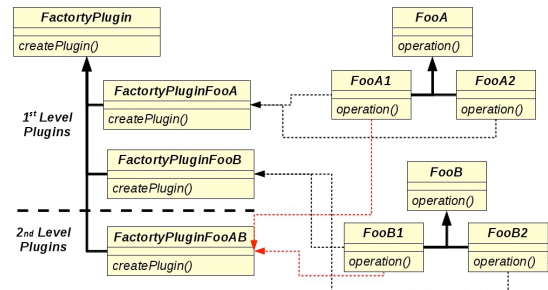 FactortyPlugin
createPlugin()
FooA
operation()
FactortyPluginFooA
createPlugin()
FooA1
operation()
FooA2
operation()
1st Level
Plugins
FactortyPluginFooB
createPlugin()
FooB
operation()
2nd Level
Plugins
FactortyPluginFooAB
createPlugin()
FooB1
operation()
FooB2
operation()